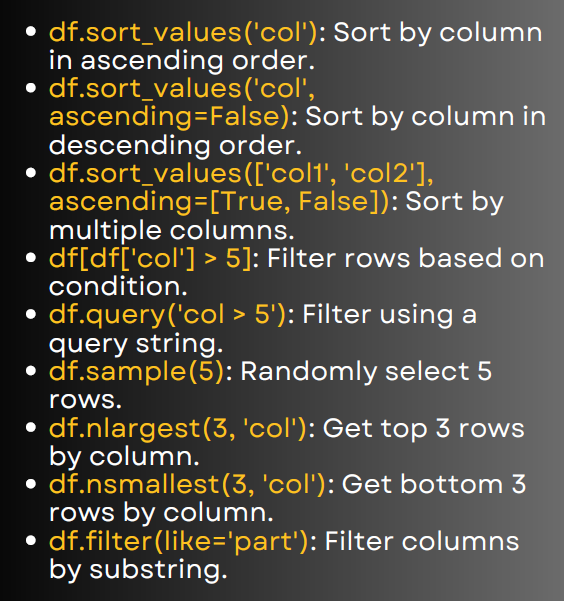 • df.sort_values('col'): Sort by column
in ascending order.
• df.sort_values('col',
ascending=False): Sort by column in
descending order.
• df.sort_values(['col1', 'col2'],
ascending=[True, False]): Sort by
multiple columns.
• df[df['col'] > 5]: Filter rows based on
condition.
• df.query('col > 5'): Filter using a
query string.
• df.sample(5): Randomly select 5
rows.
• df.nlargest(3, 'col'): Get top 3 rows
by column.
• df.nsmallest(3, 'col'): Get bottom 3
rows by column.
• df.filter(like='part'): Filter columns
by substring.